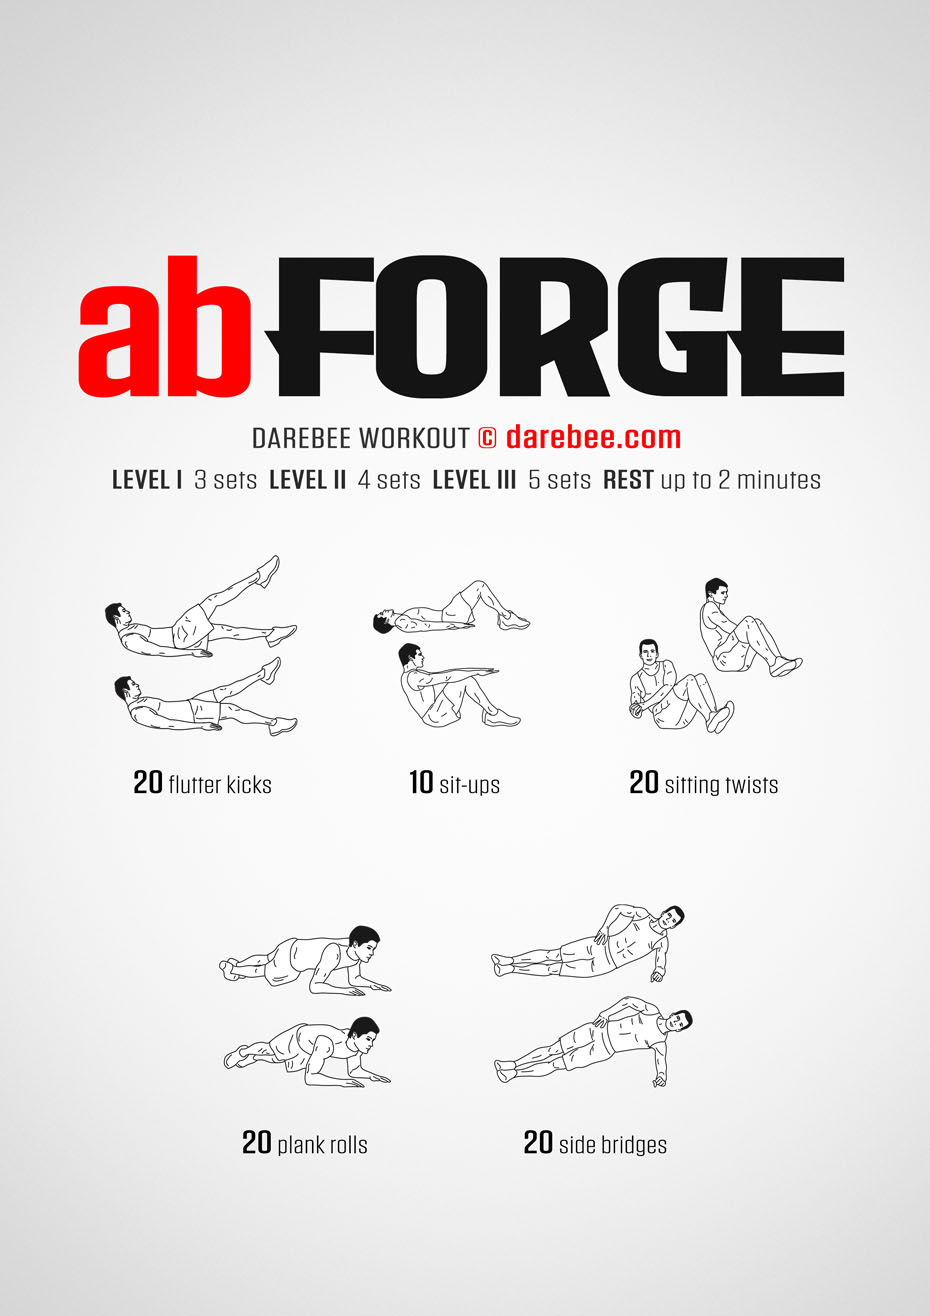 abFORGE
DAREBEE WORKOUT © darebee.com
LEVEL I 3 sets LEVEL II 4 sets LEVEL III 5 sets REST up to 2 minutes
20 flutter kicks
10 sit-ups
20 sitting twists
20 plank rolls
20 side bridges